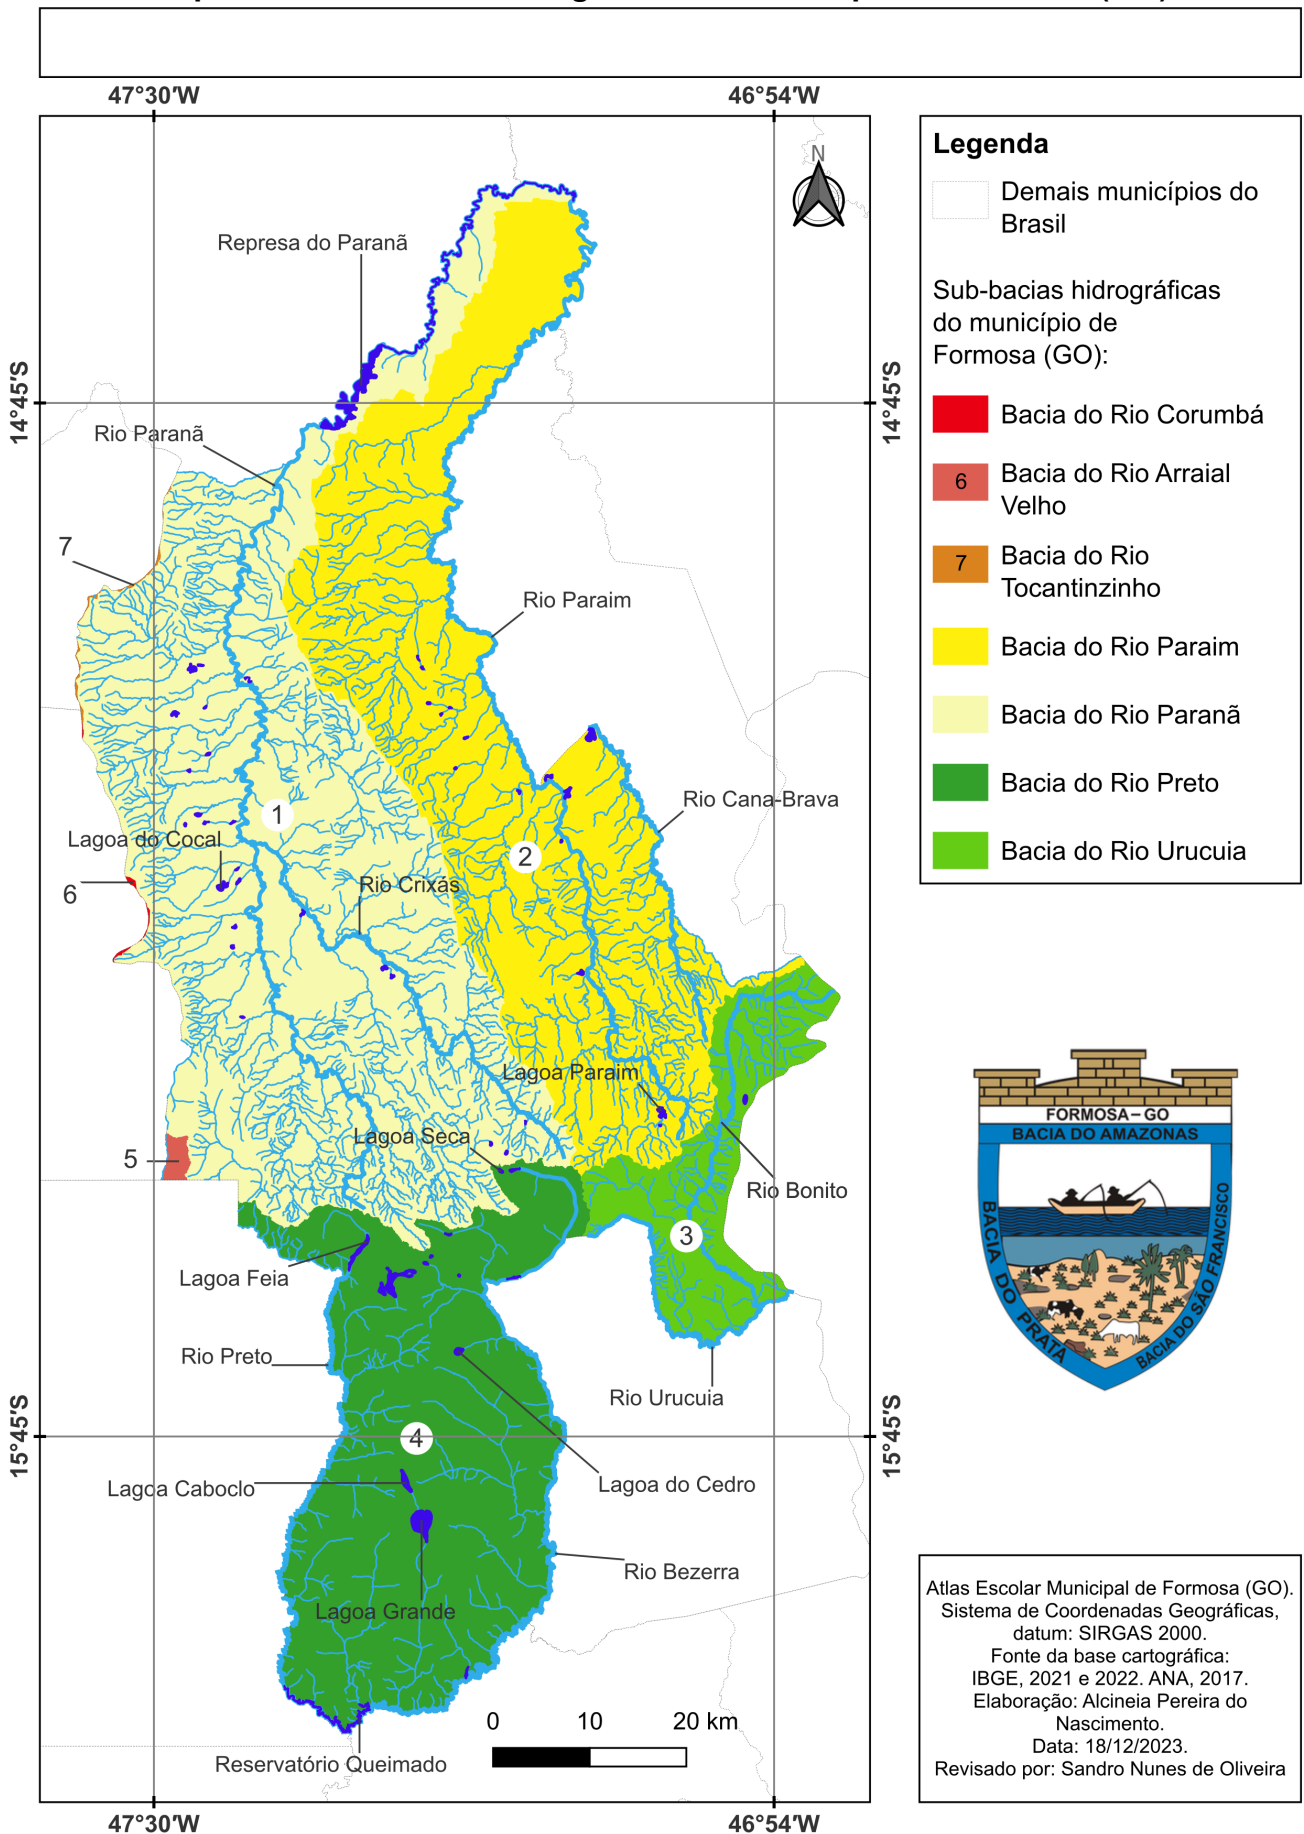 47°30′W
46°54′W
N
14°45′S
14°45′S
Represa do Paranã
Rio Paranã
7
Rio Paraim
1
Rio Cana-Brava
Lagoa do Cocal
2
6
Rio Crixás
Lagoa Paraim
Lagoa Seca
5
Rio Bonito
3
Lagoa Feia
Rio Preto
Rio Urucuia
15°45′S
15°45′S
4
Lagoa do Cedro
Lagoa Caboclo
Rio Bezerra
Lagoa Grande
0 10 20 km
Reservatório Queimado
47°30′W
46°54′W
Legenda
Demais municípios do
Brasil
Sub-bacias hidrográficas
do município de
Formosa (GO):
Bacia do Rio Corumbá
6
Bacia do Rio Arraial
Velho
7
Bacia do Rio
Tocantinzinho
Bacia do Rio Paraim
Bacia do Rio Paranã
Bacia do Rio Preto
Bacia do Rio Urucuia
FORMOSA–GO
BACIA DO AMAZONAS
BACIA DO PRATA
BACIA DO SÃO FRANCISCO
Atlas Escolar Municipal de Formosa (GO).
Sistema de Coordenadas Geográficas,
datum: SIRGAS 2000.
Fonte da base cartográfica:
IBGE, 2021 e 2022. ANA, 2017.
Elaboração: Alcineia Pereira do
Nascimento.
Data: 18/12/2023.
Revisado por: Sandro Nunes de Oliveira